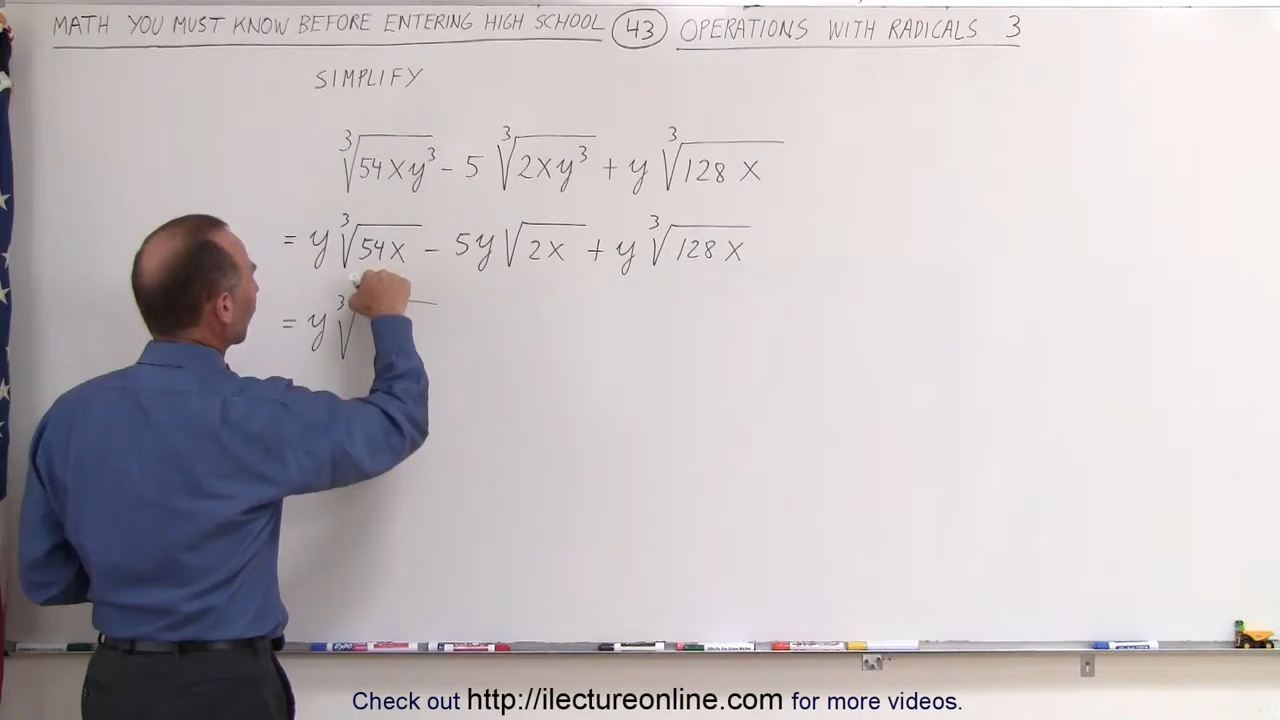 MATH YOU MUST KNOW BEFORE ENTERING HIGH SCHOOL 43 OPERATIONS WITH RADICALS 3
SIMPLIFY
∛54xy³ - 5 ∛2xy³ + y ∛128 x
= y ∛54x - 5y √2x + y ∛128x
= y ∛
Check out http://ilectureonline.com for more videos.